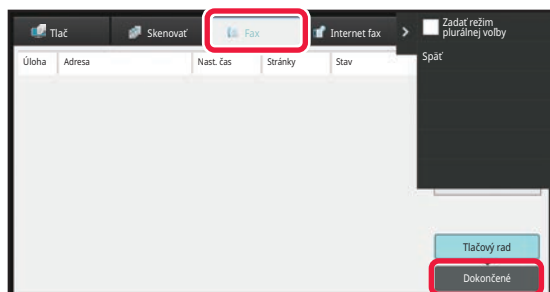 Tlač
Skenovať
Fax
Internet fax
Zadať režim
plurálnej voľby
Úloha
Adresa
Nast. čas
Stránky
Stav
Späť
Tlačový rad
Dokončené